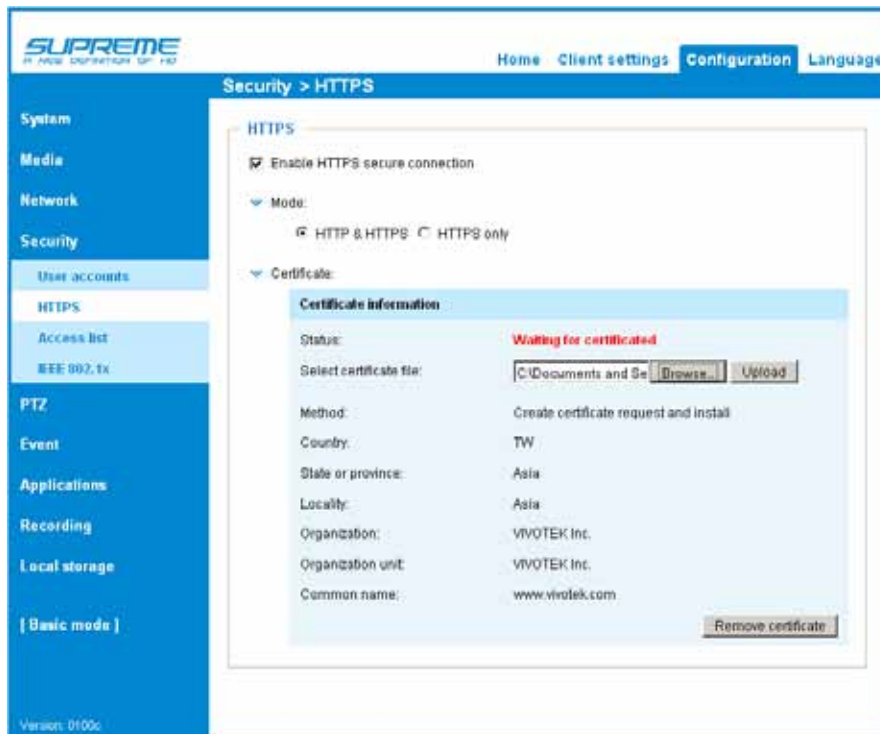 SUPREME
A NEW DEFINITION OF HD
Home Client settings Configuration Language
Security > HTTPS
System
Media
Network
Security
User accounts
HTTPS
Access list
IEEE 802.1x
PTZ
Event
Applications
Recording
Local storage
[ Basic mode ]
Version: 0100c
HTTPS
Enable HTTPS secure connection
Mode:
HTTP & HTTPS HTTPS only
Certificate:
Certificate information
Status: Waiting for certificated
Select certificate file: C:\Documents and Se Browse... Upload
Method: Create certificate request and install
Country: TW
State or province: Asia
Locality: Asia
Organization: VIVOTEK Inc.
Organization unit: VIVOTEK Inc.
Common name: www.vivotek.com
Remove certificate